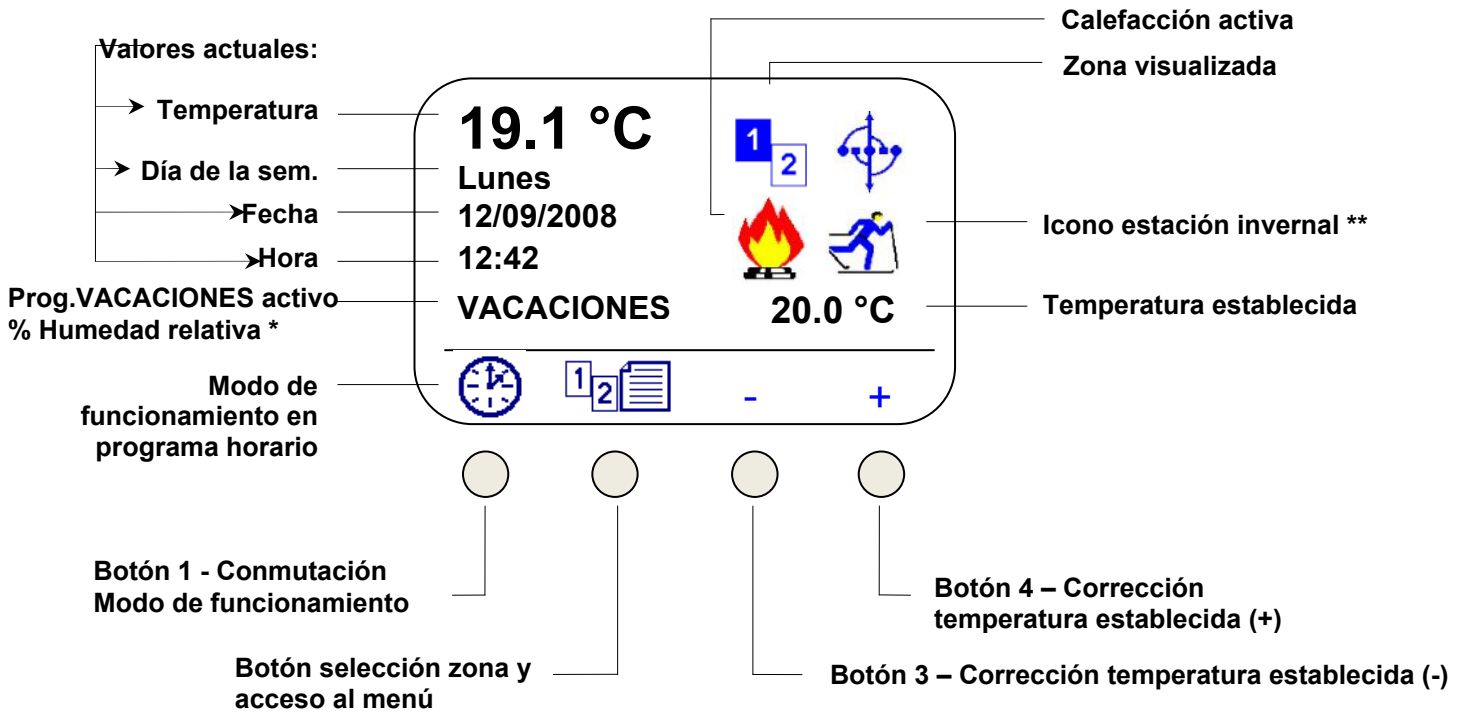 Calefacción activa
Valores actuales:
Zona visualizada
Temperatura
19.1 °C
1
2
Día de la sem.
Lunes
Fecha
12/09/2008
Icono estación invernal **
Hora
12:42
Prog.VACACIONES activo
% Humedad relativa *
VACACIONES
20.0 °C
Temperatura establecida
Modo de
funcionamiento en
programa horario
1
2
-
+
Botón 1 - Conmutación
Modo de funcionamiento
Botón 4 – Corrección
temperatura establecida (+)
Botón selección zona y
acceso al menú
Botón 3 – Corrección temperatura establecida (-)